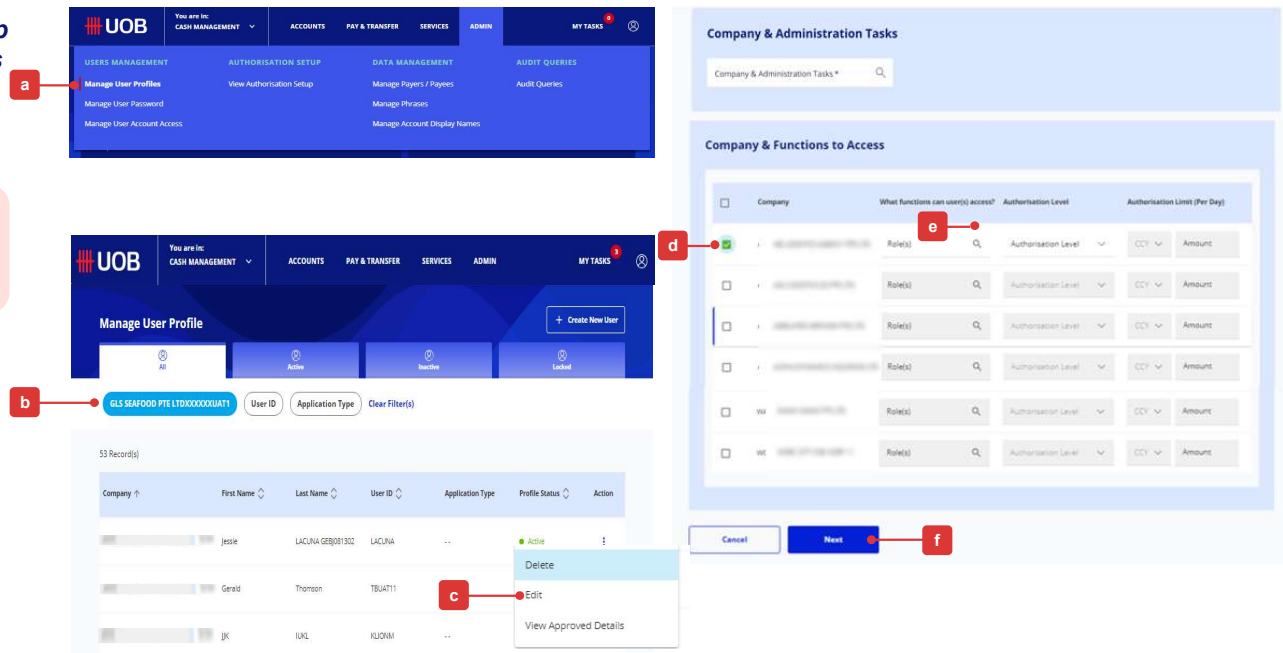 UOB
You are in:
CASH MANAGEMENT
ACCOUNTS PAY & TRANSFER SERVICES ADMIN MY TASKS 0
USERS MANAGEMENT AUTHORISATION SETUP DATA MANAGEMENT AUDIT QUERIES
a
Manage User Profiles View Authorisation Setup Manage Payers / Payees Audit Queries
Manage User Password Manage Phrases
Manage User Account Access Manage Account Display Names
UOB
You are in:
CASH MANAGEMENT
ACCOUNTS PAY & TRANSFER SERVICES ADMIN MY TASKS 3
Manage User Profile + Create New User
All Active Inactive Locked
b
GLS SEAFOOD PTE LTDXXXXXXUAT1 User ID Application Type Clear Filter(s)
53 Record(s)
Company First Name Last Name User ID Application Type Profile Status Action
Jessie LACUNA GEBJ081302 LACUNA -- Active
Delete
Gerald Thomson TBUAT11
c
Edit
View Approved Details
JJK IUKL KLIONM --
Company & Administration Tasks
Company & Administration Tasks *
Company & Functions to Access
Company What functions can user(s) access? Authorisation Level Authorisation Limit (Per Day)
e
d
Role(s) Authorisation Level CCY Amount
Role(s) Authorisation Level CCY Amount
Role(s) Authorisation Level CCY Amount
Role(s) Authorisation Level CCY Amount
Role(s) Authorisation Level CCY Amount
Role(s) Authorisation Level CCY Amount
Cancel Next
f